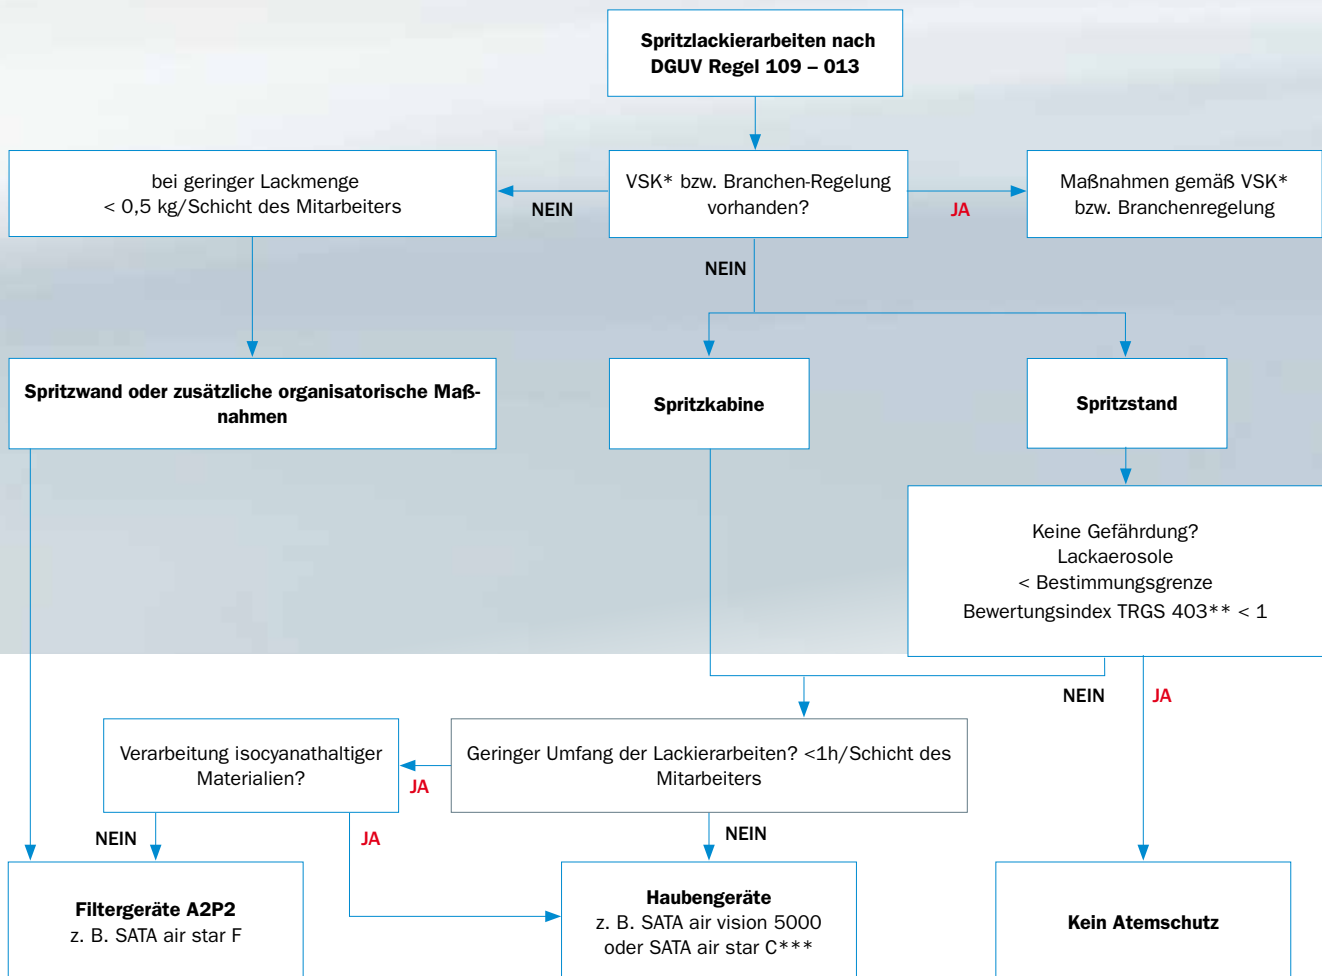 Spritzlackierarbeiten nach
DGUV Regel 109 – 013
bei geringer Lackmenge
< 0,5 kg/Schicht des Mitarbeiters
NEIN
VSK* bzw. Branchen-Regelung
vorhanden?
JA
Maßnahmen gemäß VSK*
bzw. Branchenregelung
NEIN
Spritzwand oder zusätzliche organisatorische Maß-
nahmen
Spritzkabine
Spritzstand
Keine Gefährdung?
Lackaerosole
< Bestimmungsgrenze
Bewertungsindex TRGS 403** < 1
NEIN
JA
Verarbeitung isocyanathaltiger
Materialien?
JA
Geringer Umfang der Lackierarbeiten? <1h/Schicht des
Mitarbeiters
NEIN
JA
NEIN
Filtergeräte A2P2
z. B. SATA air star F
Haubengeräte
z. B. SATA air vision 5000
oder SATA air star C***
Kein Atemschutz